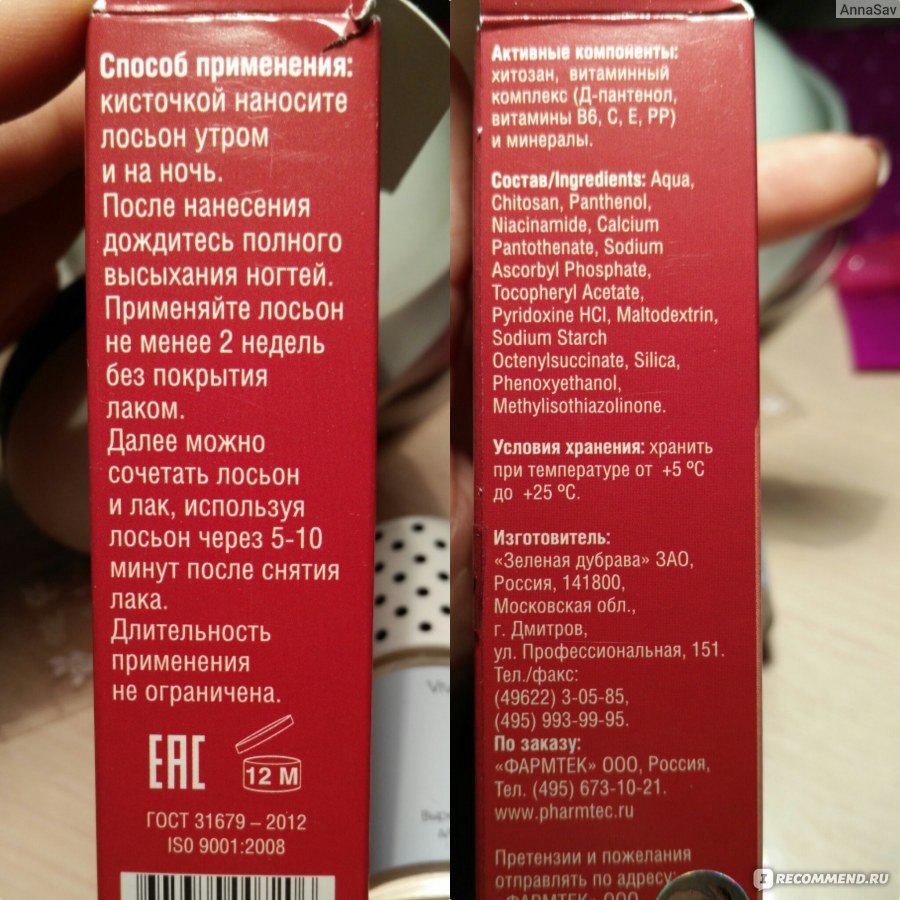 Способ применения:
кисточкой наносите
лосьон утром
и на ночь.
После нанесения
дождитесь полного
высыхания ногтей.
Применяйте лосьон
не менее 2 недель
без покрытия
лаком.
Далее можно
сочетать лосьон
и лак, используя
лосьон через 5-10
минут после снятия
лака.
Длительность
применения
не ограничена.
EAC
12 M
ГОСТ 31679 – 2012
ISO 9001:2008
AnnaSav
Активные компоненты:
хитозан, витаминный
комплекс (Д-пантенол,
витамины В6, С, Е, РР)
и минералы.
Состав/Ingredients: Aqua,
Chitosan, Panthenol,
Niacinamide, Calcium
Pantothenate, Sodium
Ascorbyl Phosphate,
Tocopheryl Acetate,
Pyridoxine HCl, Maltodextrin,
Sodium Starch
Octenylsuccinate, Silica,
Phenoxyethanol,
Methylisothiazolinone.
Условия хранения: хранить
при температуре от +5 ºС
до +25 ºС.
Изготовитель:
«Зеленая дубрава» ЗАО,
Россия, 141800,
Московская обл.,
г. Дмитров,
ул. Профессиональная, 151.
Тел./факс:
(49622) 3-05-85,
(495) 993-99-95.
По заказу:
«ФАРМТЕК» ООО, Россия,
Тел. (495) 673-10-21.
www.pharmtec.ru
Претензии и пожелания
отправлять по адресу:
«ФАРМТЕК» ООО
IRECOMMEND.RU